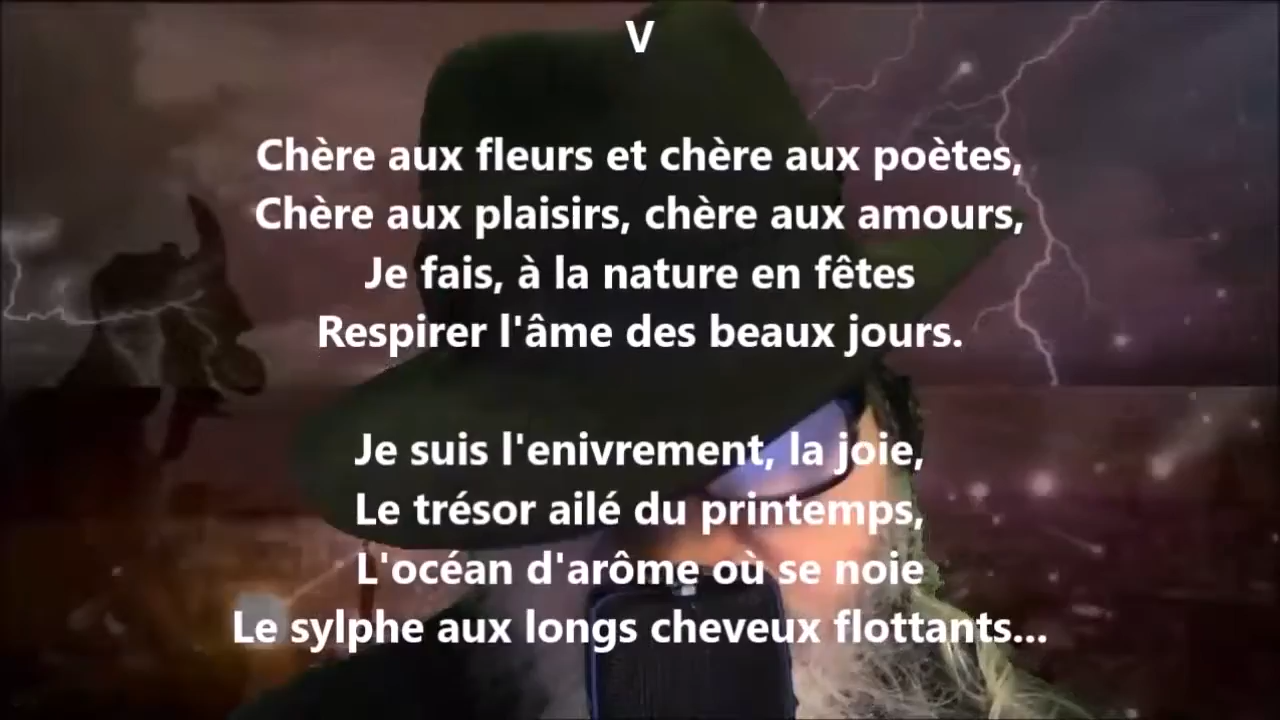 V
Chère aux fleurs et chère aux poètes,
Chère aux plaisirs, chère aux amours,
Je fais, à la nature en fêtes
Respirer l'âme des beaux jours.
Je suis l'enivrement, la joie,
Le trésor ailé du printemps,
L'océan d'arôme où se noie
Le sylphe aux longs cheveux flottants...